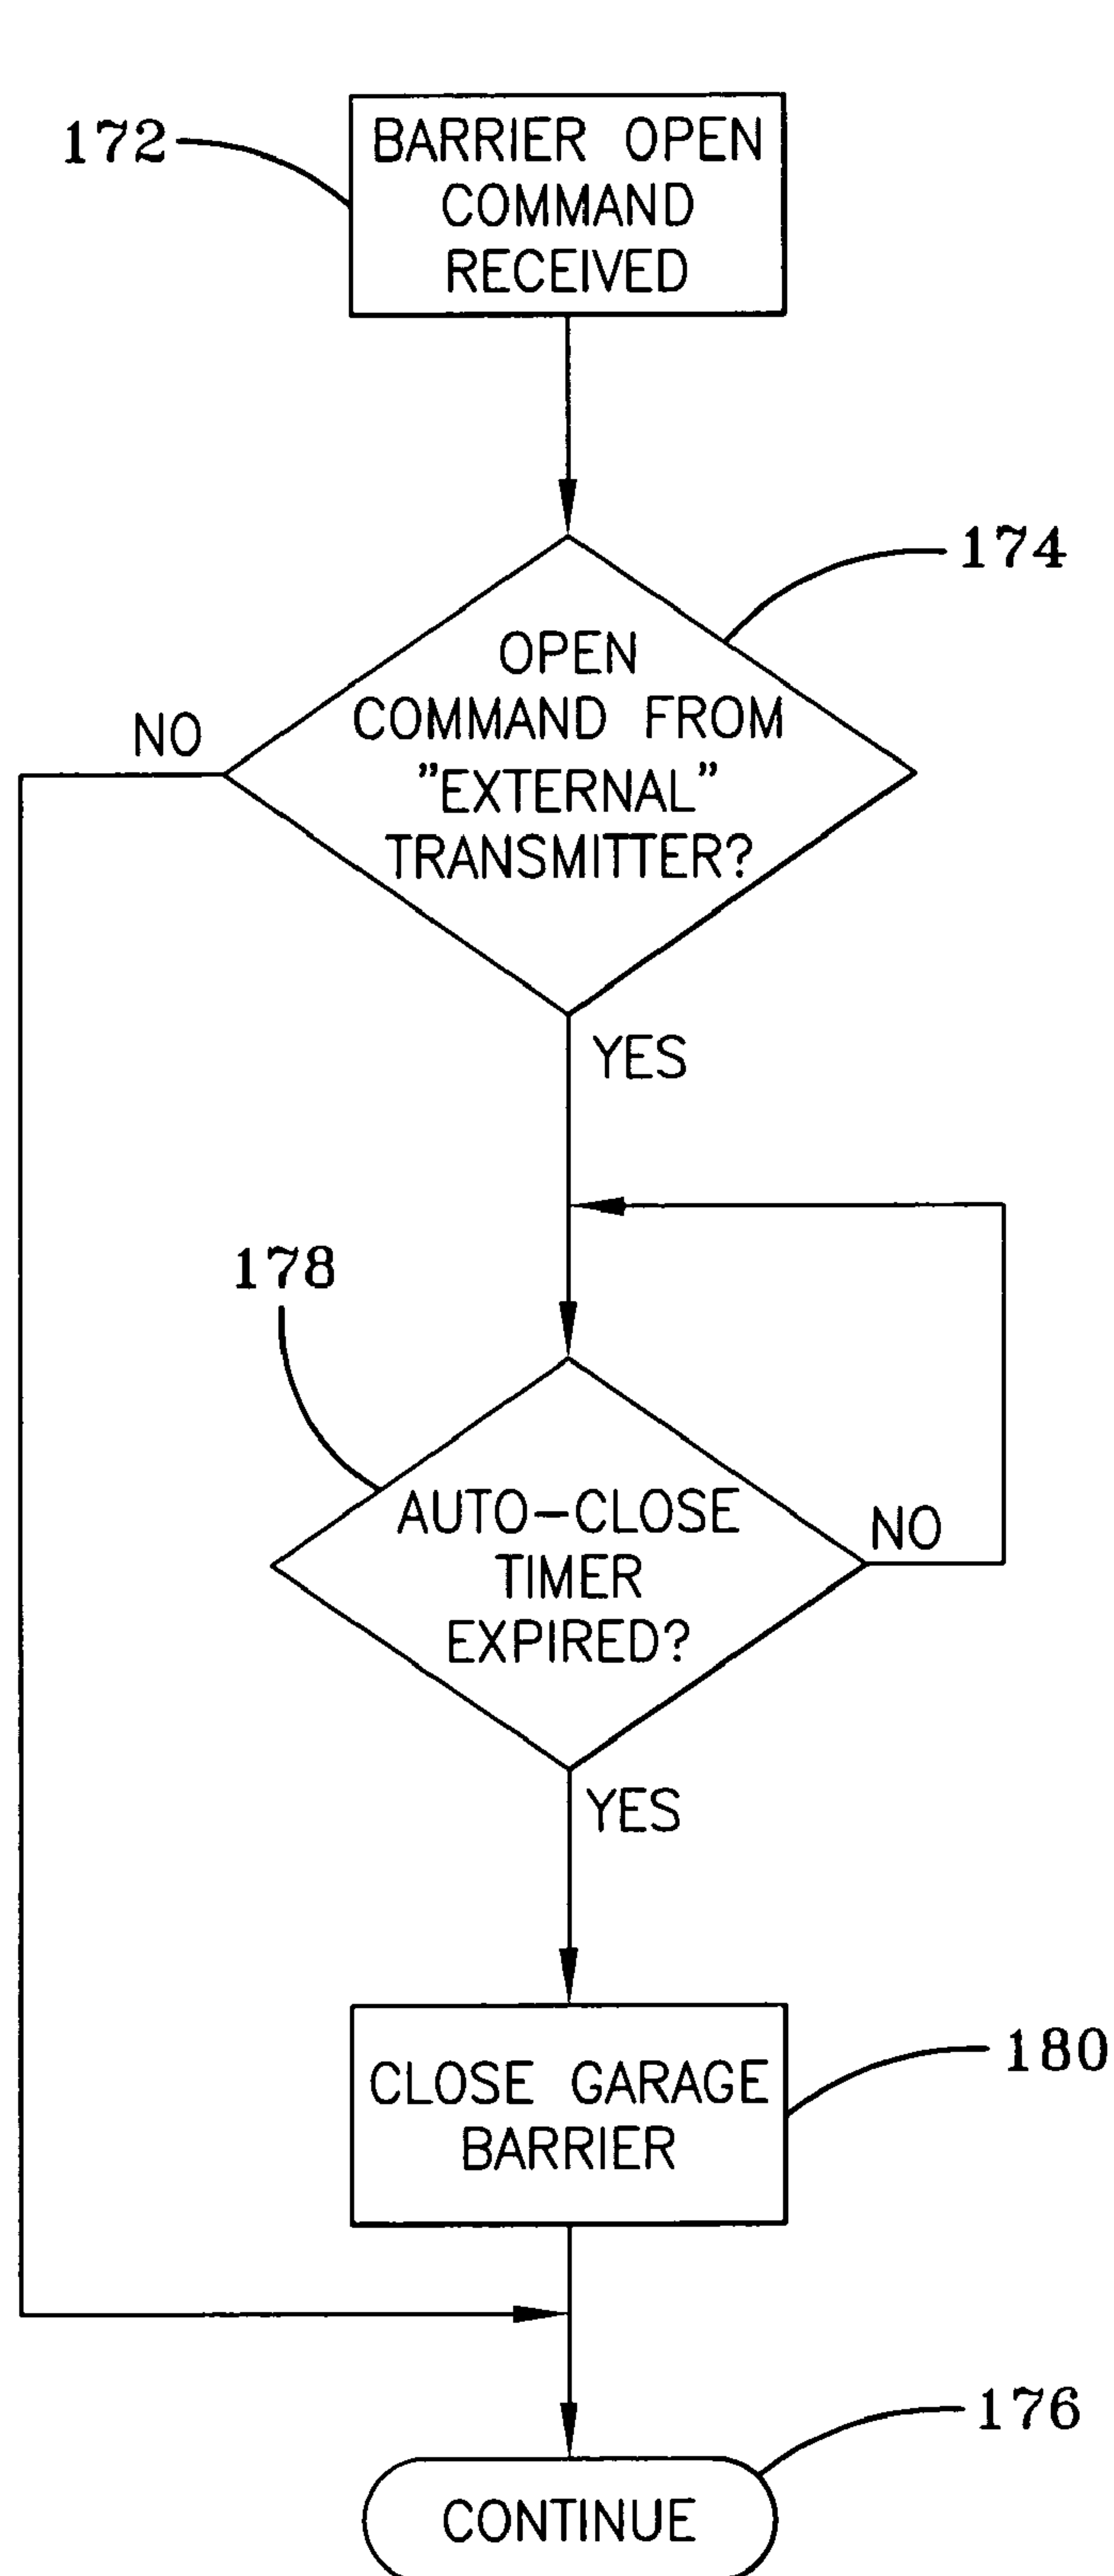 172
BARRIER OPEN
COMMAND
RECEIVED
174
OPEN
COMMAND FROM
”EXTERNAL”
TRANSMITTER?
NO
YES
178
AUTO-CLOSE
TIMER
EXPIRED?
NO
YES
CLOSE GARAGE
BARRIER
180
176
CONTINUE